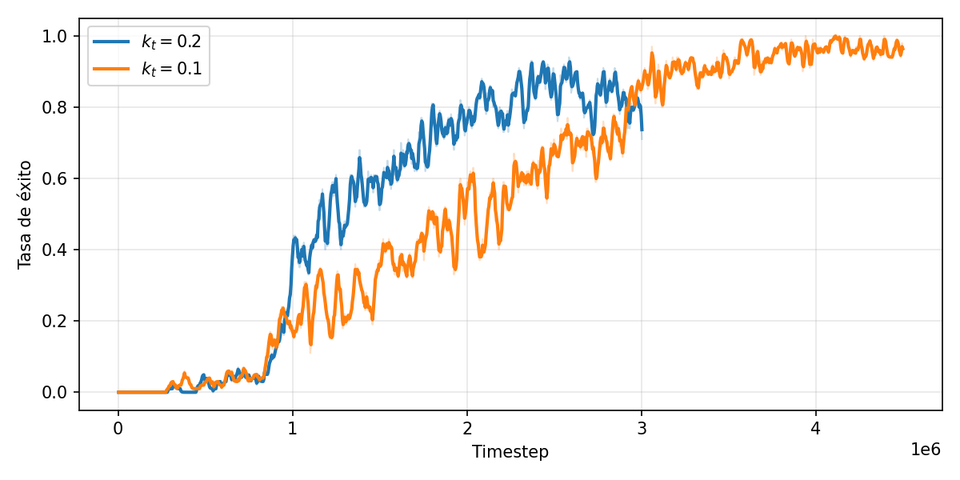 k_t = 0.2
k_t = 0.1
Tasa de éxito
1.0
0.8
0.6
0.4
0.2
0.0
0 1 2 3 4
1e6
Timestep